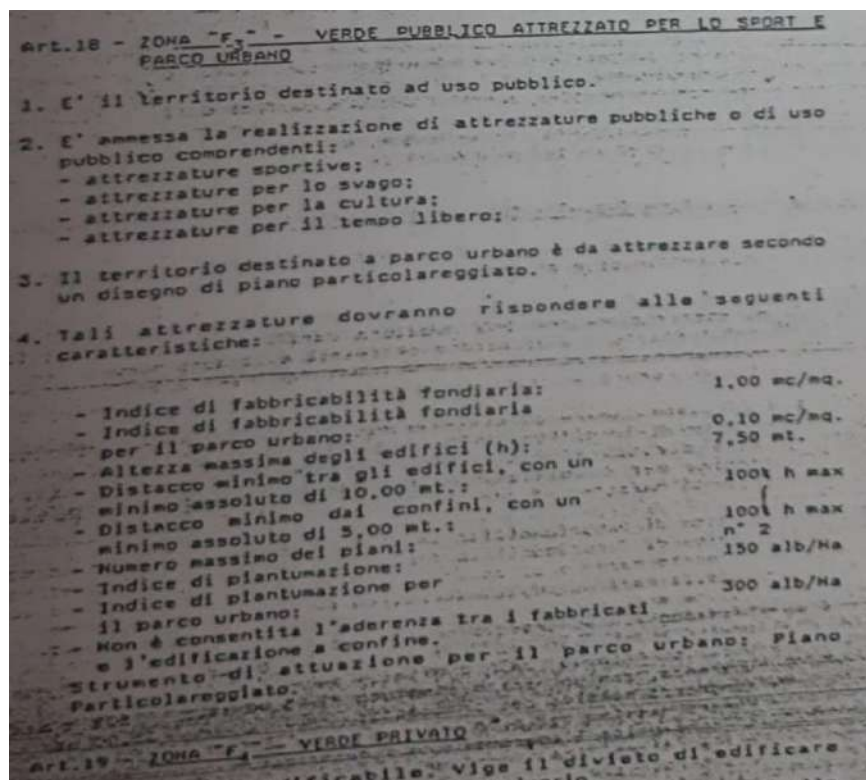 Art.18 - ZONA "F3" - VERDE PUBBLICO ATTREZZATO PER LO SPORT E
PARCO URBANO
1. E' il territorio destinato ad uso pubblico.
2. E' ammessa la realizzazione di attrezzature pubbliche o di uso
pubblico comprendenti:
- attrezzature sportive;
- attrezzature per lo svago;
- attrezzature per la cultura;
- attrezzature per il tempo libero;
3. Il territorio destinato a parco urbano è da attrezzare secondo
un disegno di piano particolareggiato.
4. Tali attrezzature dovranno rispondere alle seguenti
caratteristiche:
- Indice di fabbricabilità fondiaria: 1,00 mc/mq.
- Indice di fabbricabilità fondiaria
per il parco urbano: 0,10 mc/mq.
- Altezza massima degli edifici (h): 7,50 mt.
- Distacco minimo tra gli edifici, con un
minimo assoluto di 10,00 mt.: 100% h max
- Distacco minimo dai confini, con un
minimo assoluto di 5,00 mt.: 100% h max
- Numero massimo dei piani: n° 2
- Indice di piantumazione: 150 alb/Ha
- Indice di piantumazione per
il parco urbano: 300 alb/Ha
- Non è consentita l'aderenza tra i fabbricati
e l'edificazione a confine.
Strumento di attuazione per il parco urbano: Piano
Particolareggiato.
Art.19 - ZONA "F4" - VERDE PRIVATO
Vige il divieto di edificare